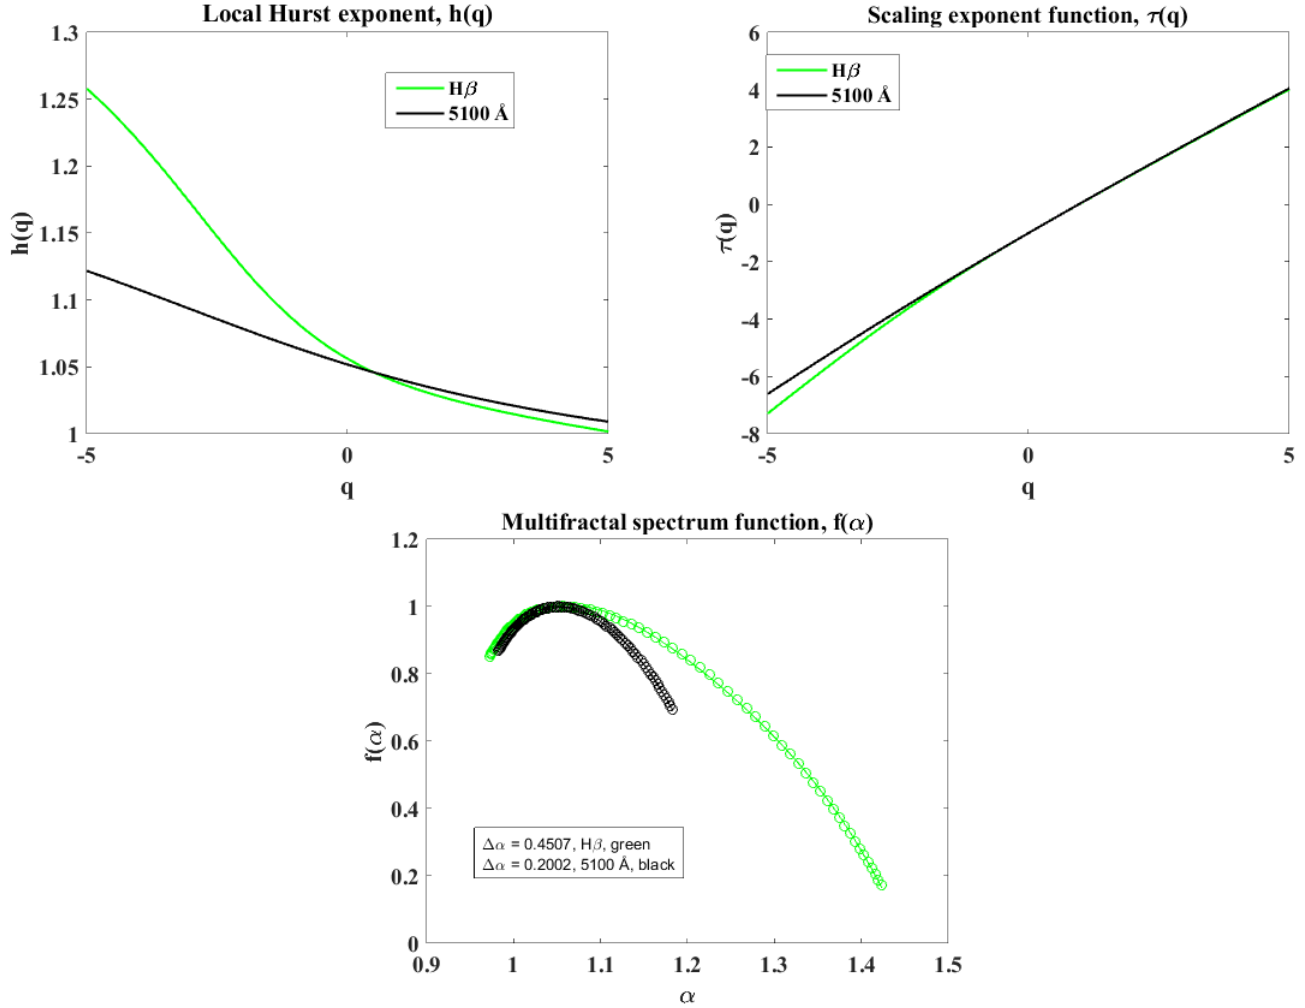 Local Hurst exponent, h(q)
1.3
1.25
1.2
1.15
1.1
1.05
1
h(q)
-5
0
5
q
Hβ
5100 Å
Scaling exponent function, τ(q)
6
4
2
0
-2
-4
-6
-8
τ(q)
-5
0
5
q
Hβ
5100 Å
Multifractal spectrum function, f(α)
1.2
1
0.8
0.6
0.4
0.2
0
f(α)
0.9
1
1.1
1.2
1.3
1.4
1.5
α
Δα = 0.4507, Hβ, green
Δα = 0.2002, 5100 Å, black